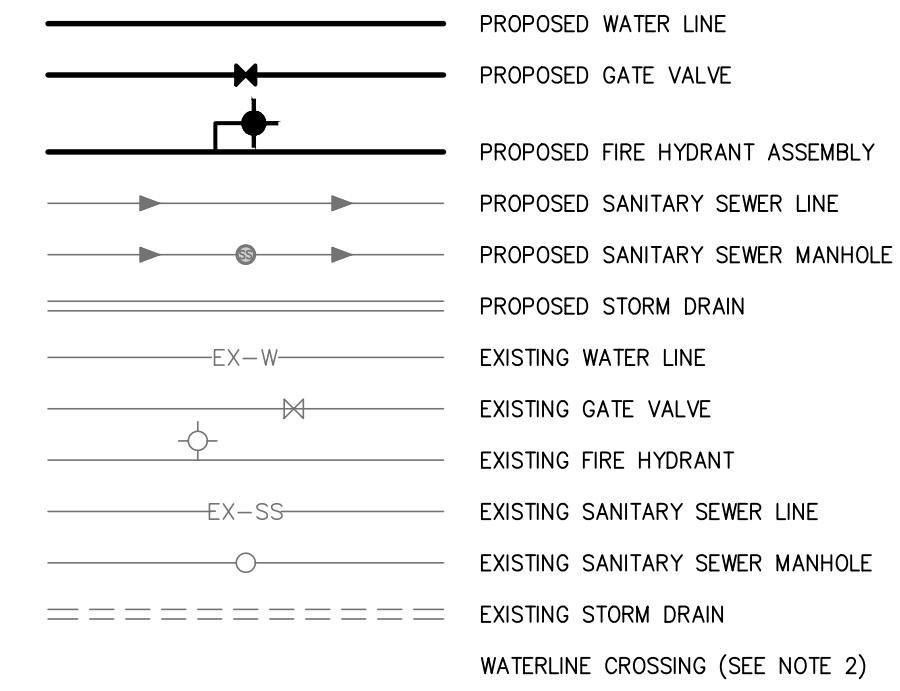 PROPOSED WATER LINE
PROPOSED GATE VALVE
PROPOSED FIRE HYDRANT ASSEMBLY
PROPOSED SANITARY SEWER LINE
SS PROPOSED SANITARY SEWER MANHOLE
PROPOSED STORM DRAIN
EX-W EXISTING WATER LINE
EXISTING GATE VALVE
EXISTING FIRE HYDRANT
EX-SS EXISTING SANITARY SEWER LINE
EXISTING SANITARY SEWER MANHOLE
EXISTING STORM DRAIN
WATERLINE CROSSING (SEE NOTE 2)